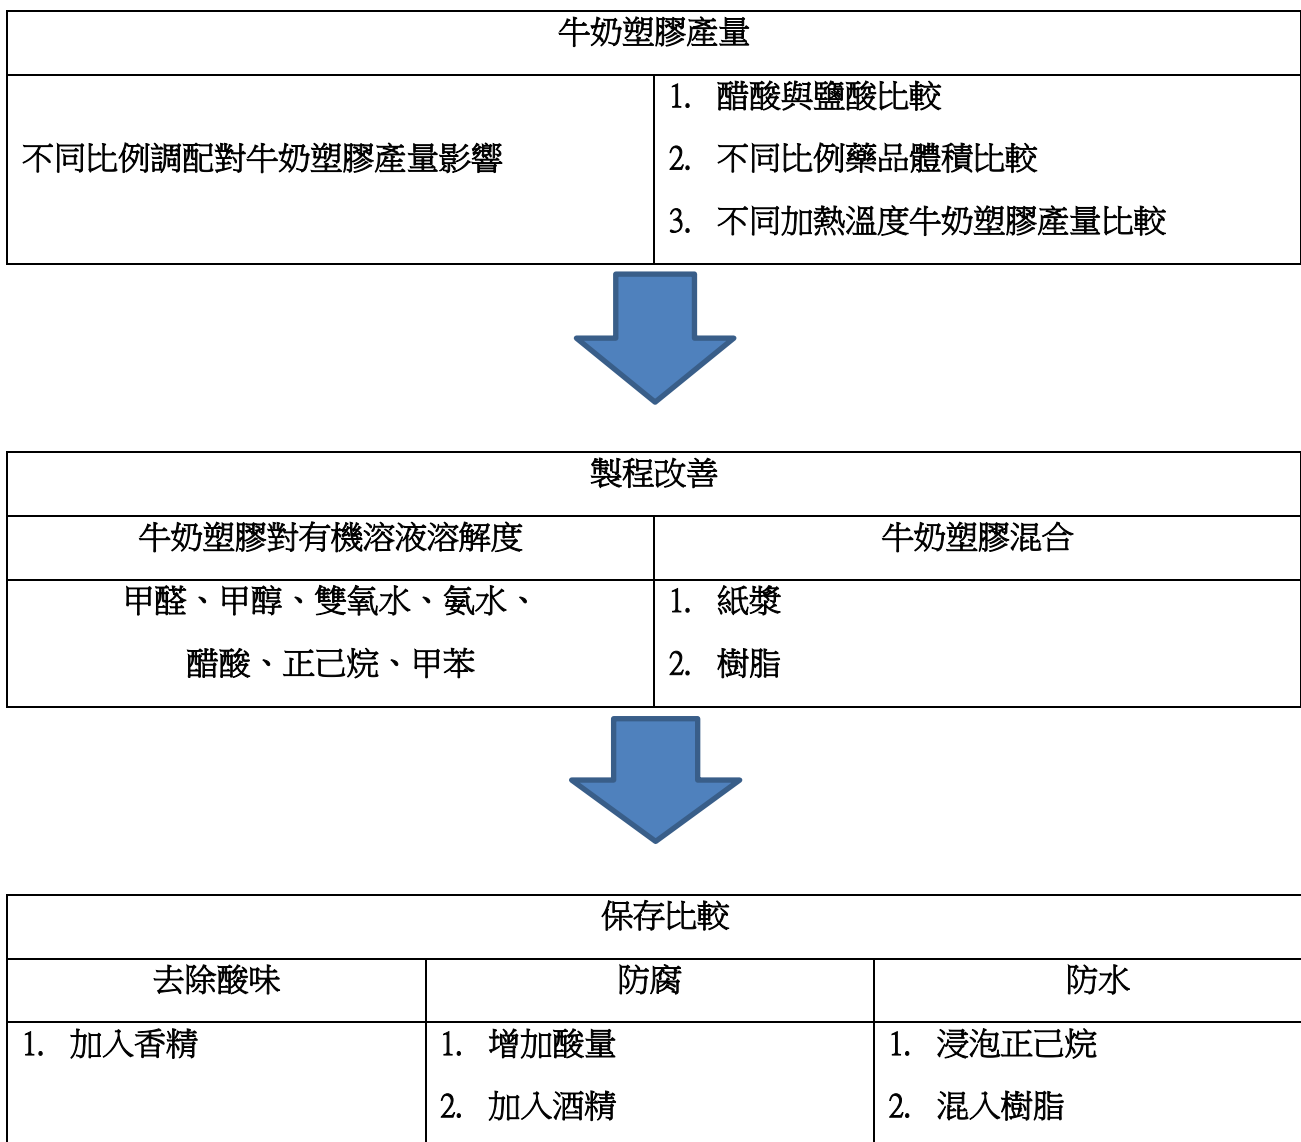 牛奶塑膠產量
不同比例調配對牛奶塑膠產量影響
1. 醋酸與鹽酸比較
2. 不同比例藥品體積比較
3. 不同加熱溫度牛奶塑膠產量比較
製程改善
牛奶塑膠對有機溶液溶解度
牛奶塑膠混合
甲醛、甲醇、雙氧水、氨水、
醋酸、正己烷、甲苯
1. 紙漿
2. 樹脂
保存比較
去除酸味
防腐
防水
1. 加入香精
1. 增加酸量
2. 加入酒精
1. 浸泡正己烷
2. 混入樹脂